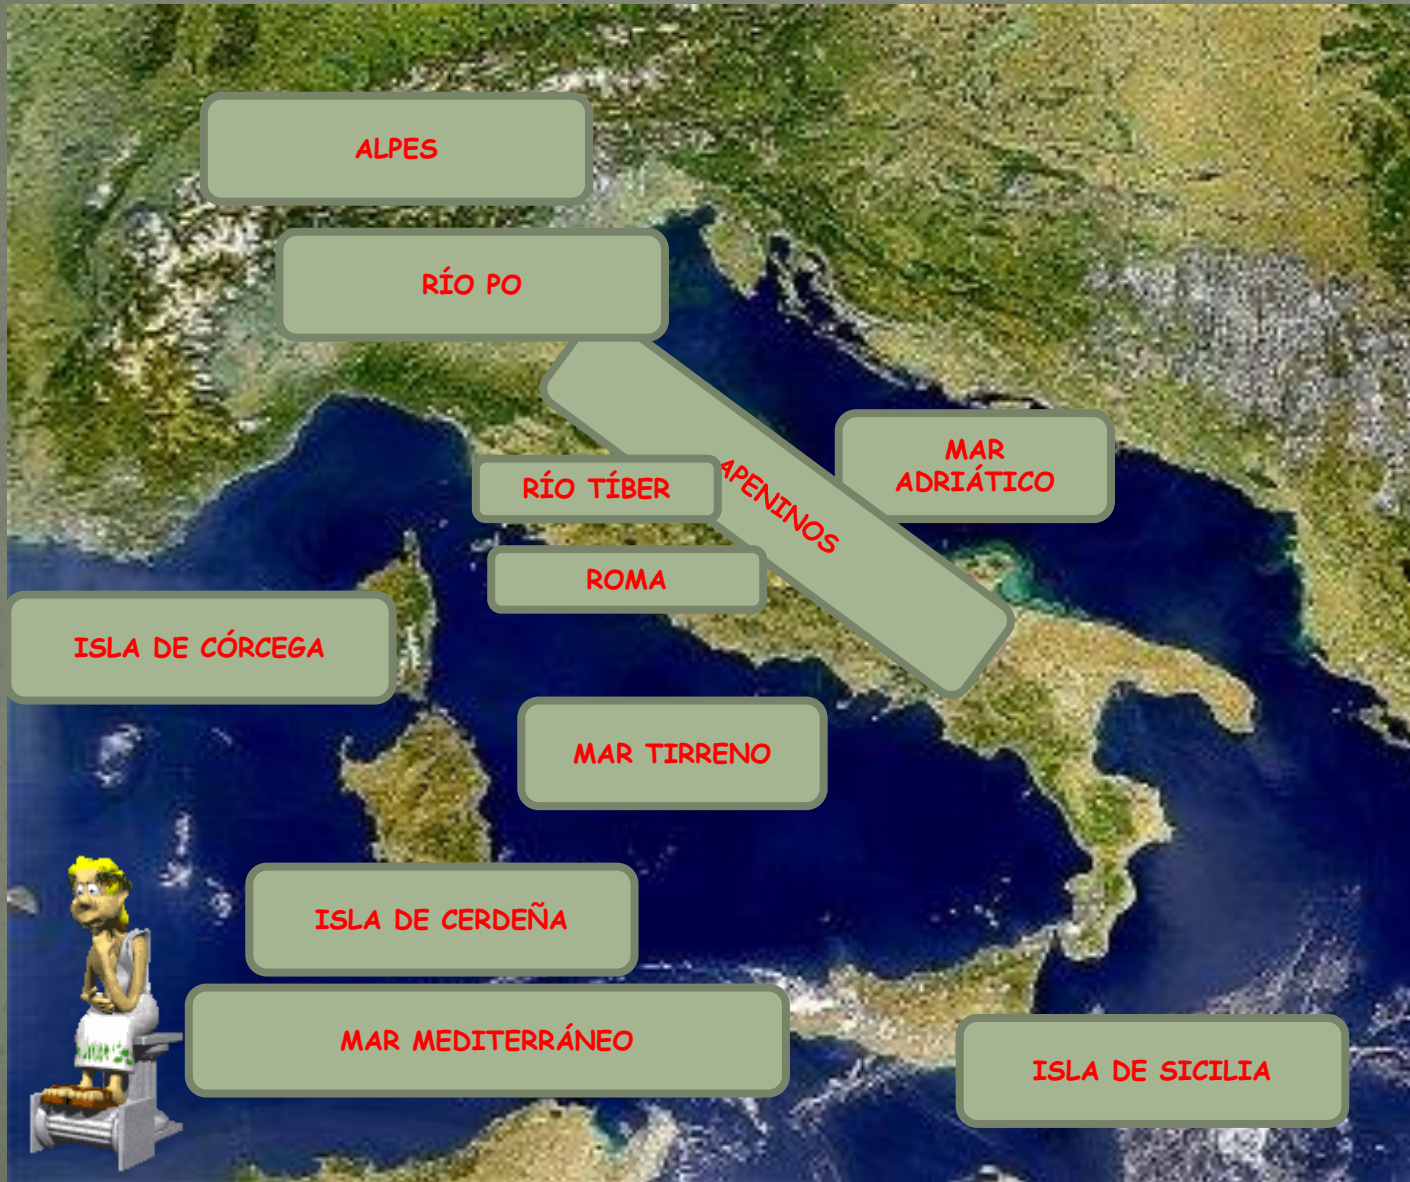 ALPES
RÍO PO
MAR
ADRIÁTICO
APENINOS
RÍO TÍBER
ROMA
ISLA DE CÓRCEGA
MAR TIRRENO
ISLA DE CERDEÑA
MAR MEDITERRÁNEO
ISLA DE SICILIA